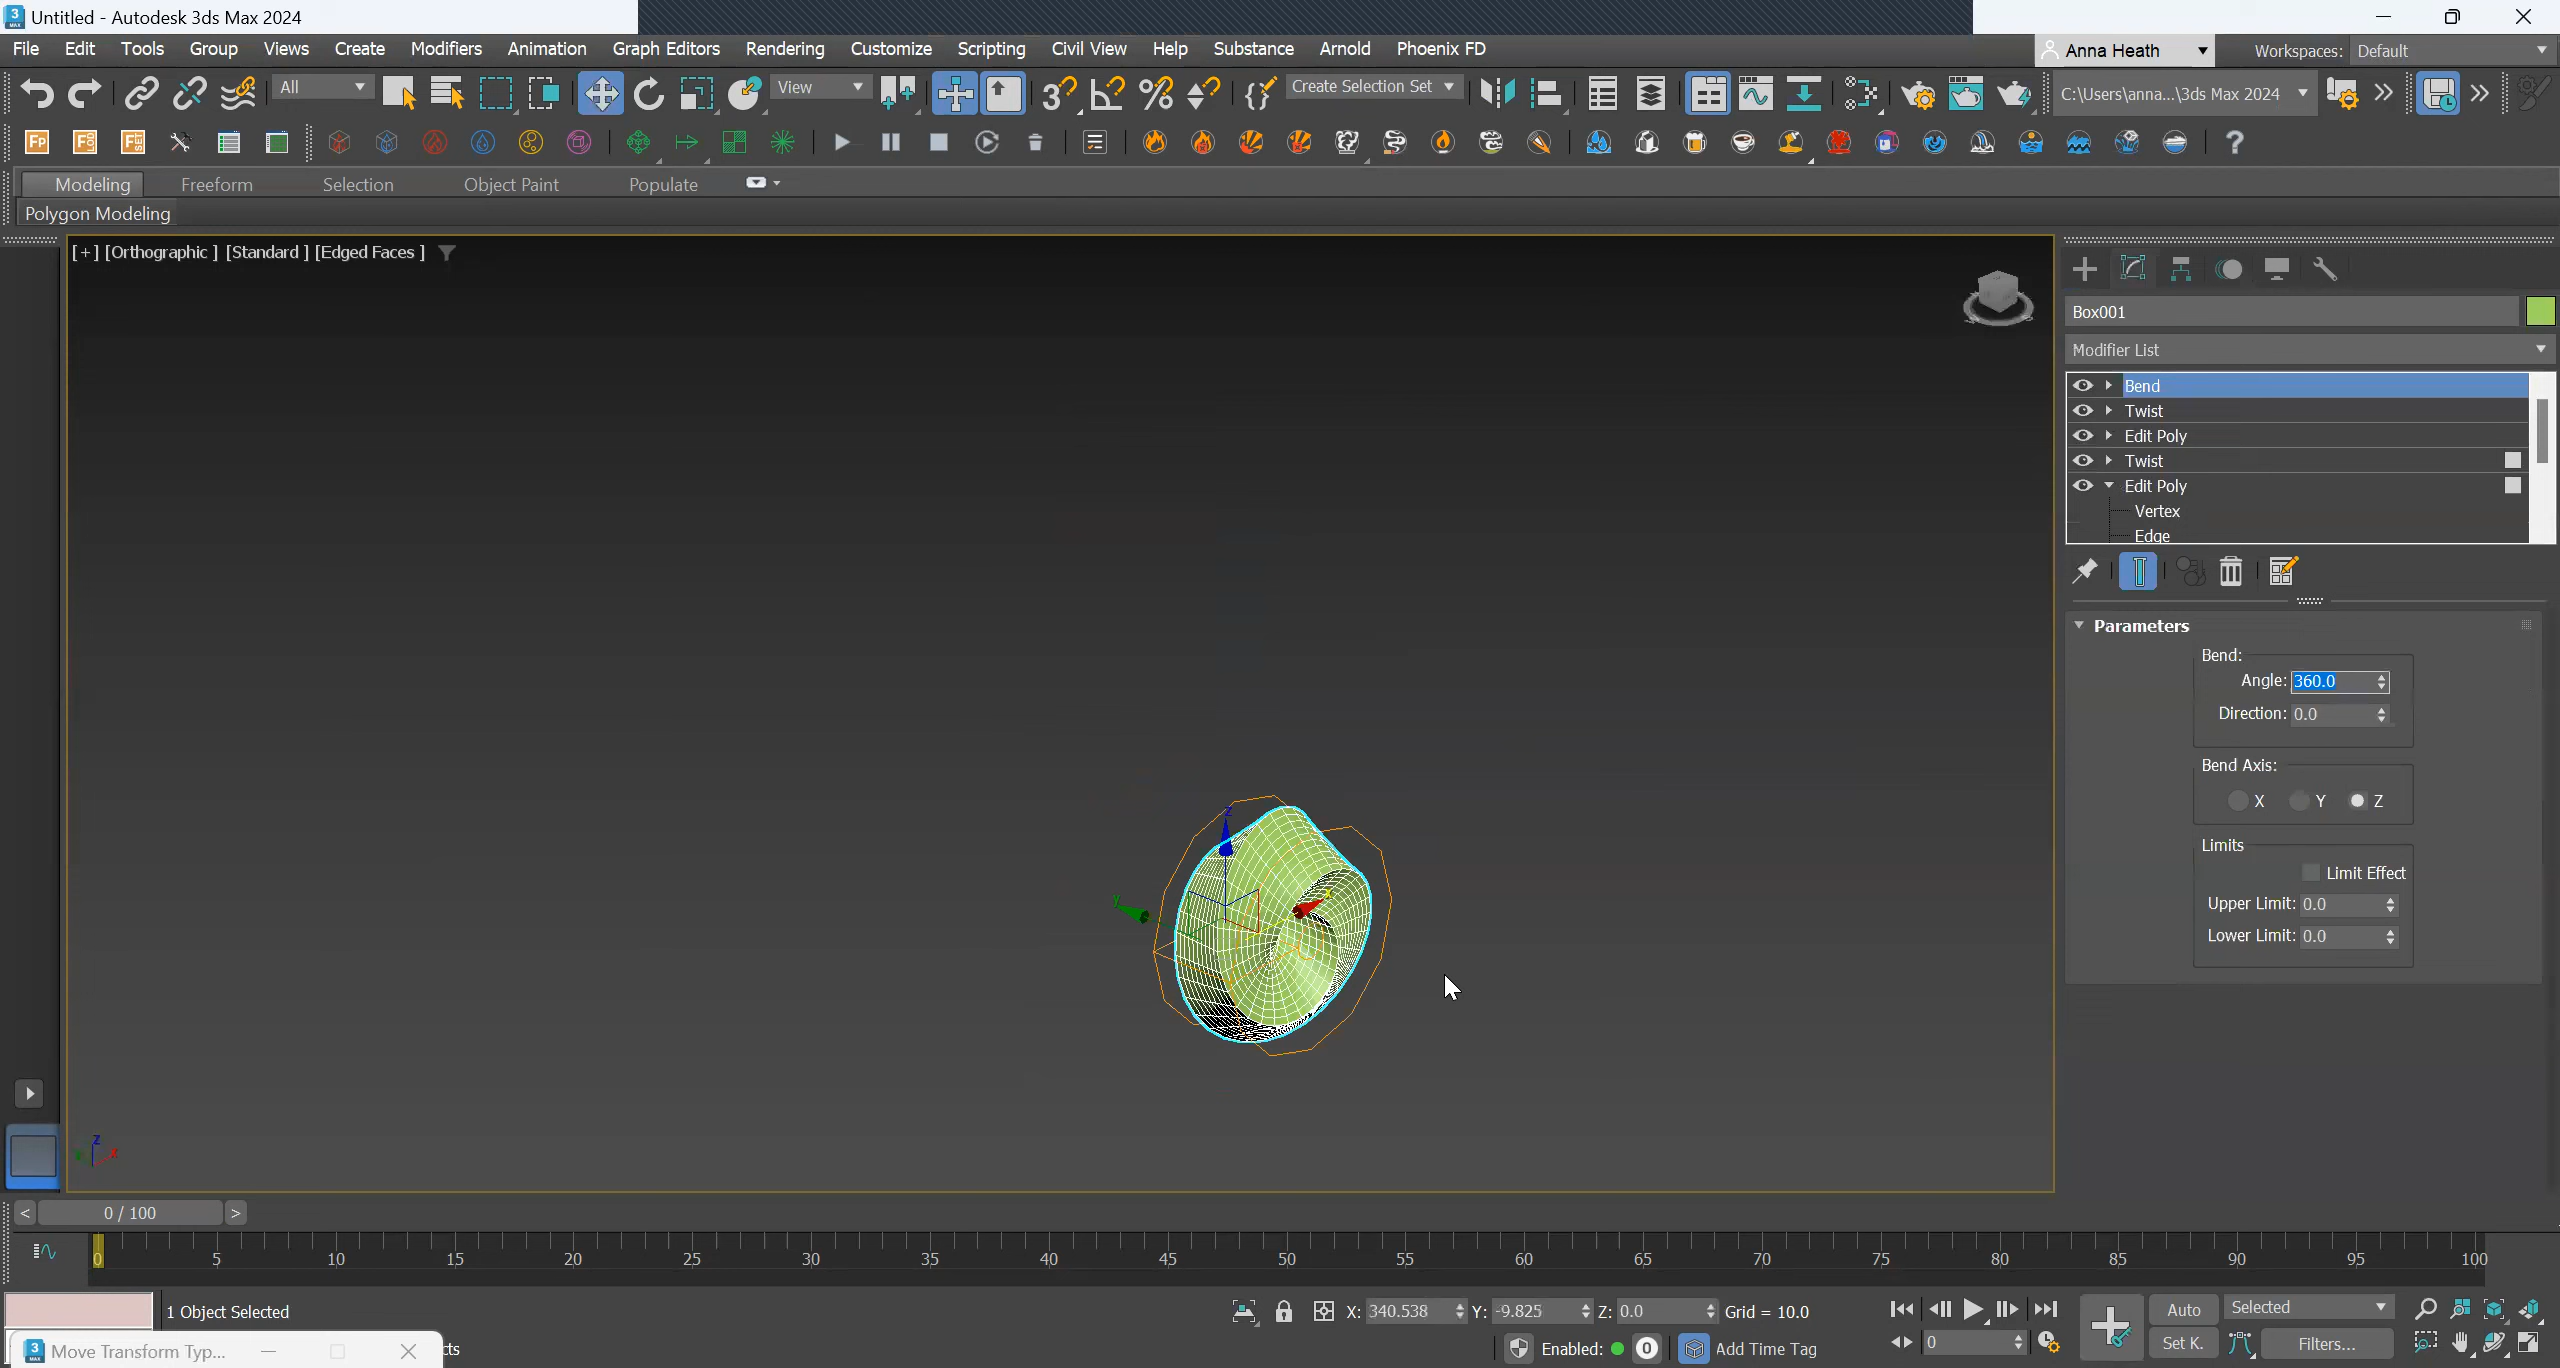 Untitled - Autodesk 3ds Max 2024
File Edit Tools Group Views Create Modifiers Animation Graph Editors Rendering Customize Scripting Civil View Help Substance Arnold Phoenix FD
Anna Heath
Workspaces: Default
All
View
Create Selection Set
C:\Users\anna...\3ds Max 2024
Modeling Freeform Selection Object Paint Populate
Polygon Modeling
[+] [Orthographic ] [Standard ] [Edged Faces ]
Box001
Modifier List
Bend
Twist
Edit Poly
Twist
Edit Poly
Vertex
Edge
Parameters
Bend:
Angle: 360.0
Direction: 0.0
Bend Axis:
X Y Z
Limits
Limit Effect
Upper Limit: 0.0
Lower Limit: 0.0
z
y
z
x
< 0 / 100 >
0 5 10 15 20 25 30 35 40 45 50 55 60 65 70 75 80 85 90 95 100
1 Object Selected
X: 340.538 Y: -9.825 Z: 0.0 Grid = 10.0
Auto Selected
Move Transform Typ...
cts
Enabled: 0 Add Time Tag
0
Set K. Filters...